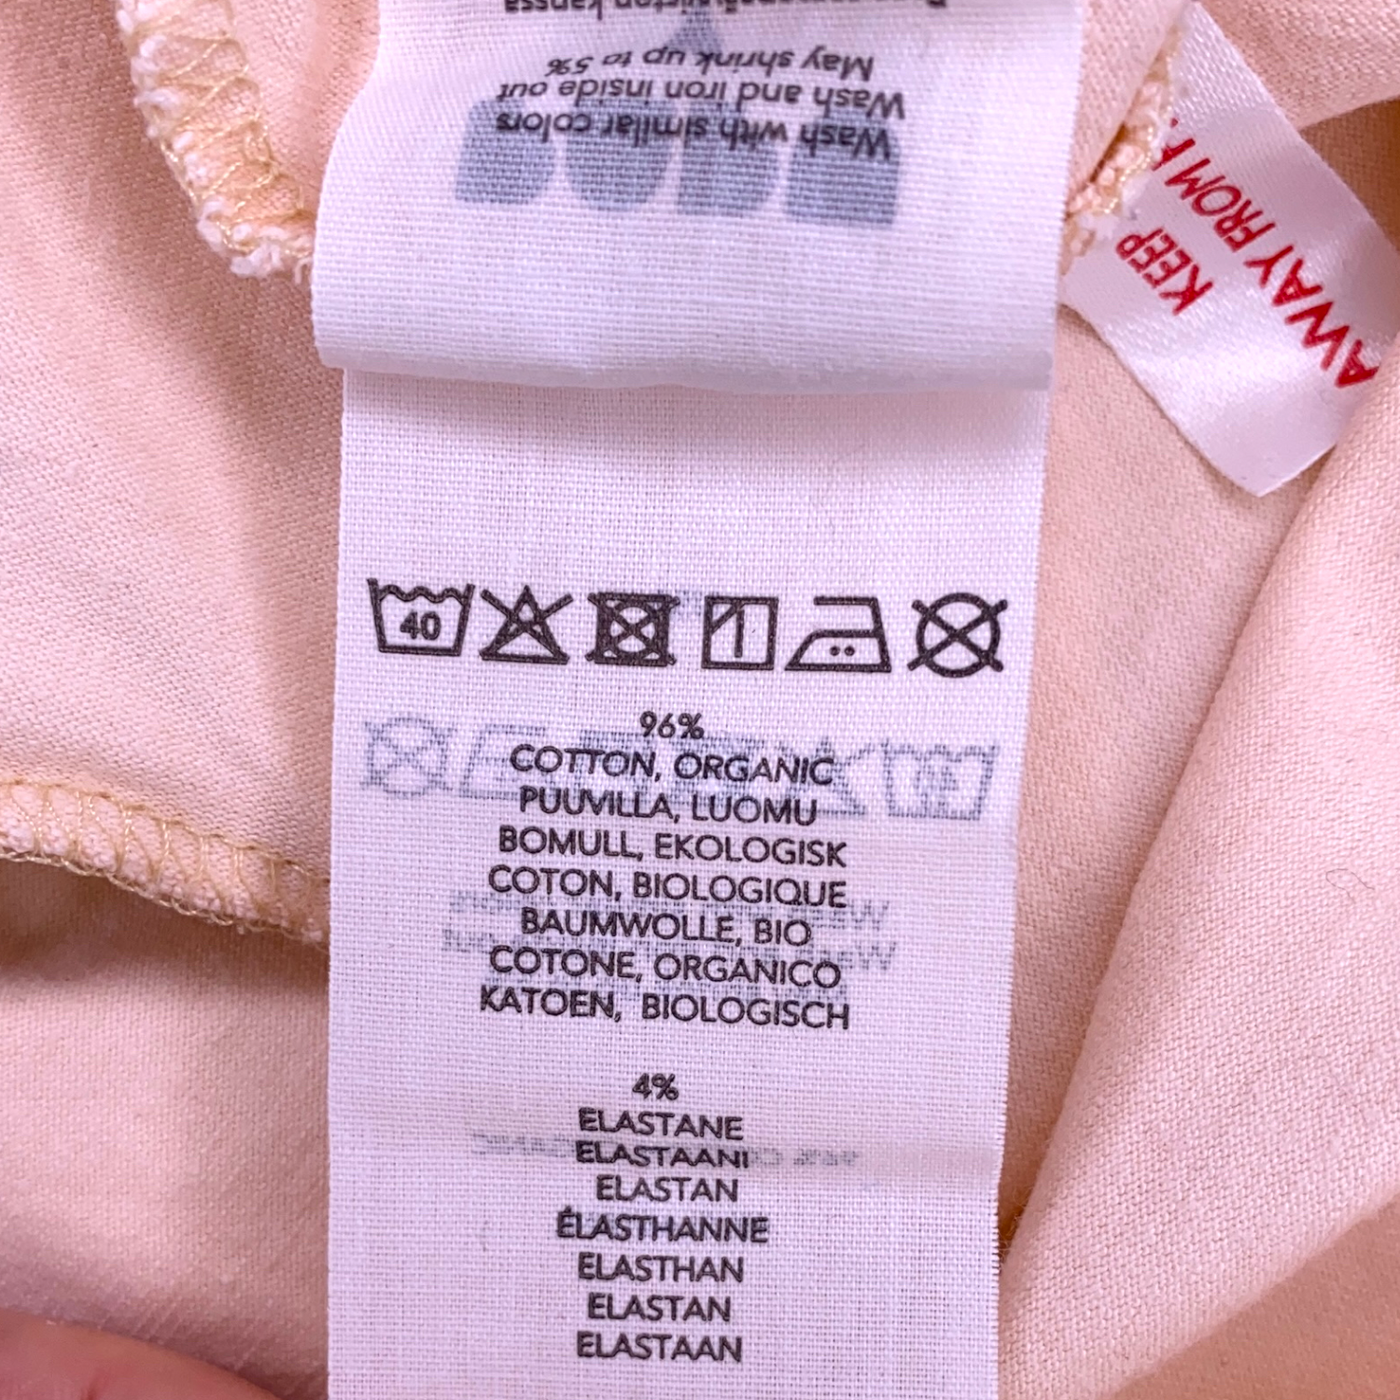 Wash with similar colors
Wash and iron inside out
May shrink up to 5%
KEEP
AWAY FROM
40
96%
COTTON, ORGANIC
PUUVILLA, LUOMU
BOMULL, EKOLOGISK
COTON, BIOLOGIQUE
BAUMWOLLE, BIO
COTONE, ORGANICO
KATOEN, BIOLOGISCH
4%
ELASTANE
ELASTAANI
ELASTAN
ÉLASTHANNE
ELASTHAN
ELASTAN
ELASTAAN